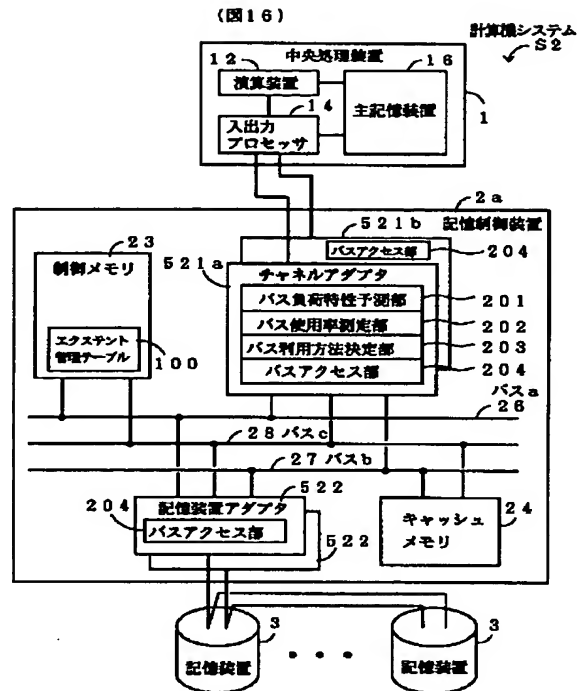 (図16)
計算機システム
S2
中央処理装置
12
16
演算装置
14
主記憶装置
入出力
プロセッサ
1
2a
記憶制御装置
521b
バスアクセス部
204
23
制御メモリ
521a
チャネルアダプタ
バス負荷特性予測部
201
バス使用率測定部
202
バス利用方法決定部
203
バスアクセス部
204
エクステント
管理テーブル
100
バスa
26
28 バスc
27 バスb
522
記憶装置アダプタ
204
バスアクセス部
522
キャッシュ
メモリ
24
3
記憶装置
・・・
3
記憶装置